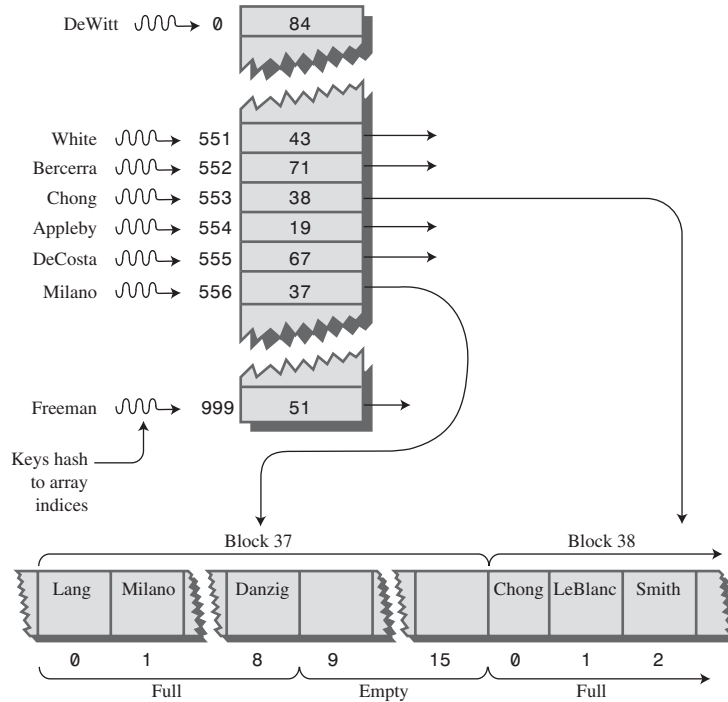 DeWitt 0 84
White 551 43
Bercerra 552 71
Chong 553 38
Appleby 554 19
DeCosta 555 67
Milano 556 37
Freeman 999 51
Keys hash
to array
indices
Block 37 Block 38
Lang Milano Danzig Chong LeBlanc Smith
0 1 8 9 15 0 1 2
Full Empty Full